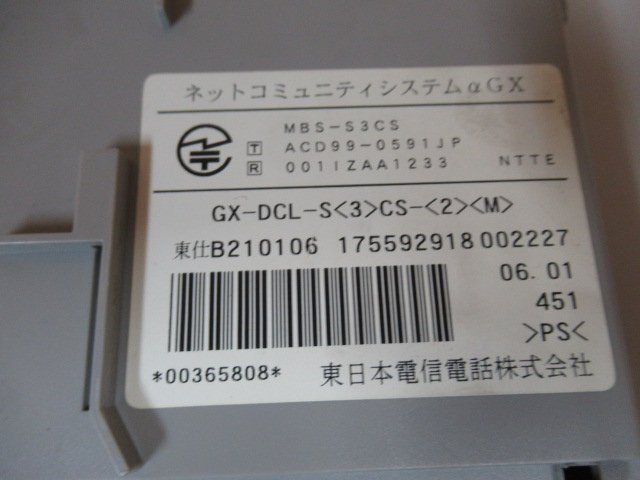 ネットコミュニティシステムαGX
MBS-S3CS
T ACD99-0591JP
R 001IZAA1233 NTTE
GX-DCL-S<3>CS-<2><M>
東仕B210106 175592918 002227
06. 01
451
>PS<
*00365808* 東日本電信電話株式会社